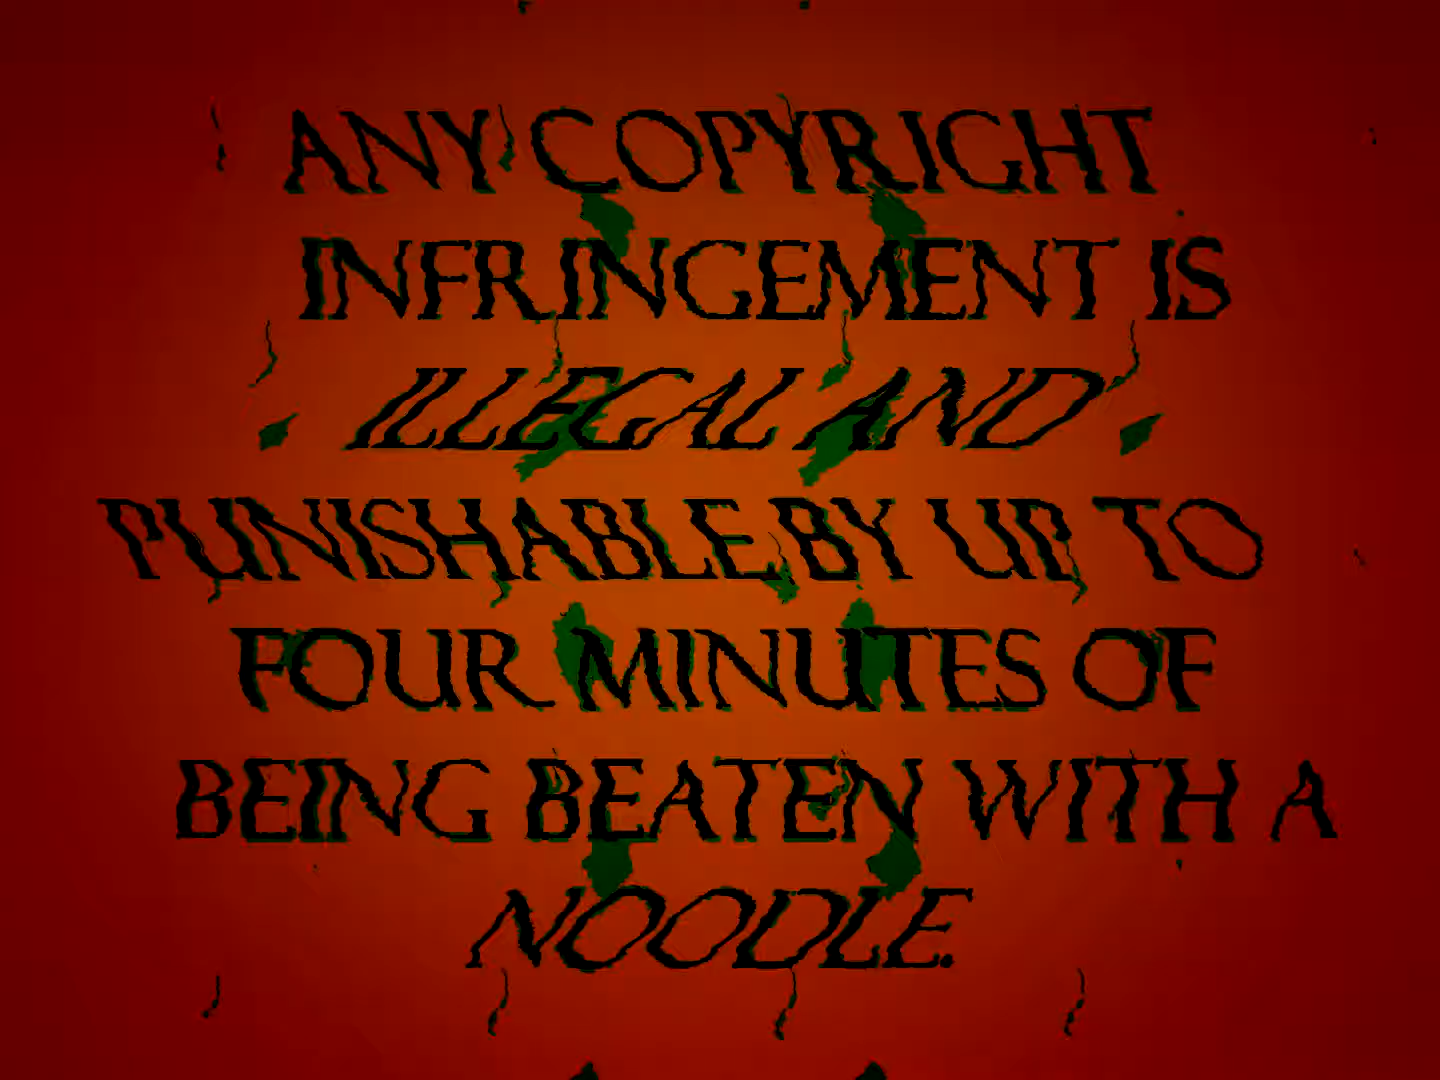 ANY COPYRIGHT
INFRINGEMENT IS
ILLEGAL AND
PUNISHABLE BY UP TO
FOUR MINUTES OF
BEING BEATEN WITH A
NOODLE.